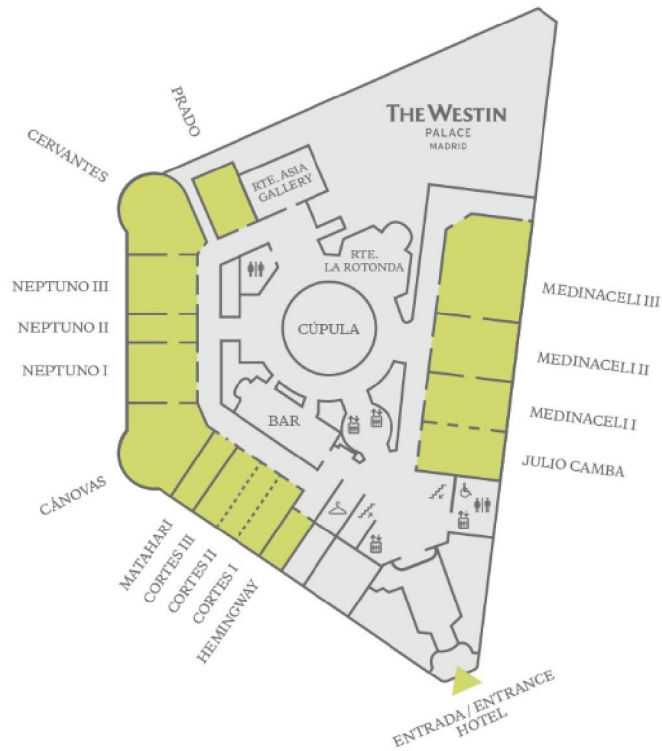 THE WESTIN
PALACE
MADRID
PRADO
CERVANTES
RTE. ASIA
GALLERY
RTE.
LA ROTONDA
NEPTUNO III
NEPTUNO II
NEPTUNO I
CÚPULA
BAR
MEDINACELI III
MEDINACELI II
MEDINACELI I
JULIO CAMBA
CÁNOVAS
MATAHARI
CORTES III
CORTES II
CORTES I
HEMINGWAY
ENTRADA / ENTRANCE
HOTEL